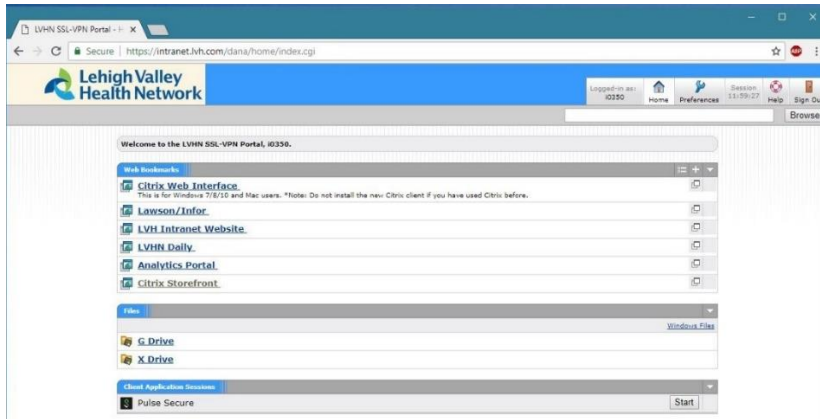 LVHN SSL-VPN Portal - H
Secure | https://intranet.lvh.com/dana/home/index.cgi
Lehigh Valley
Health Network
Logged-in as:
i0350
Home
Preferences
Session
11:59:27
Help
Sign Ou
Browse
Welcome to the LVHN SSL-VPN Portal, i0350.
Web Bookmarks
Citrix Web Interface
This is for Windows 7/8/10 and Mac users. *Note: Do not install the new Citrix client if you have used Citrix before.
Lawson/Infor
LVH Intranet Website
LVHN Daily
Analytics Portal
Citrix Storefront
Files
Windows Files
G Drive
X Drive
Client Application Sessions
Pulse Secure
Start